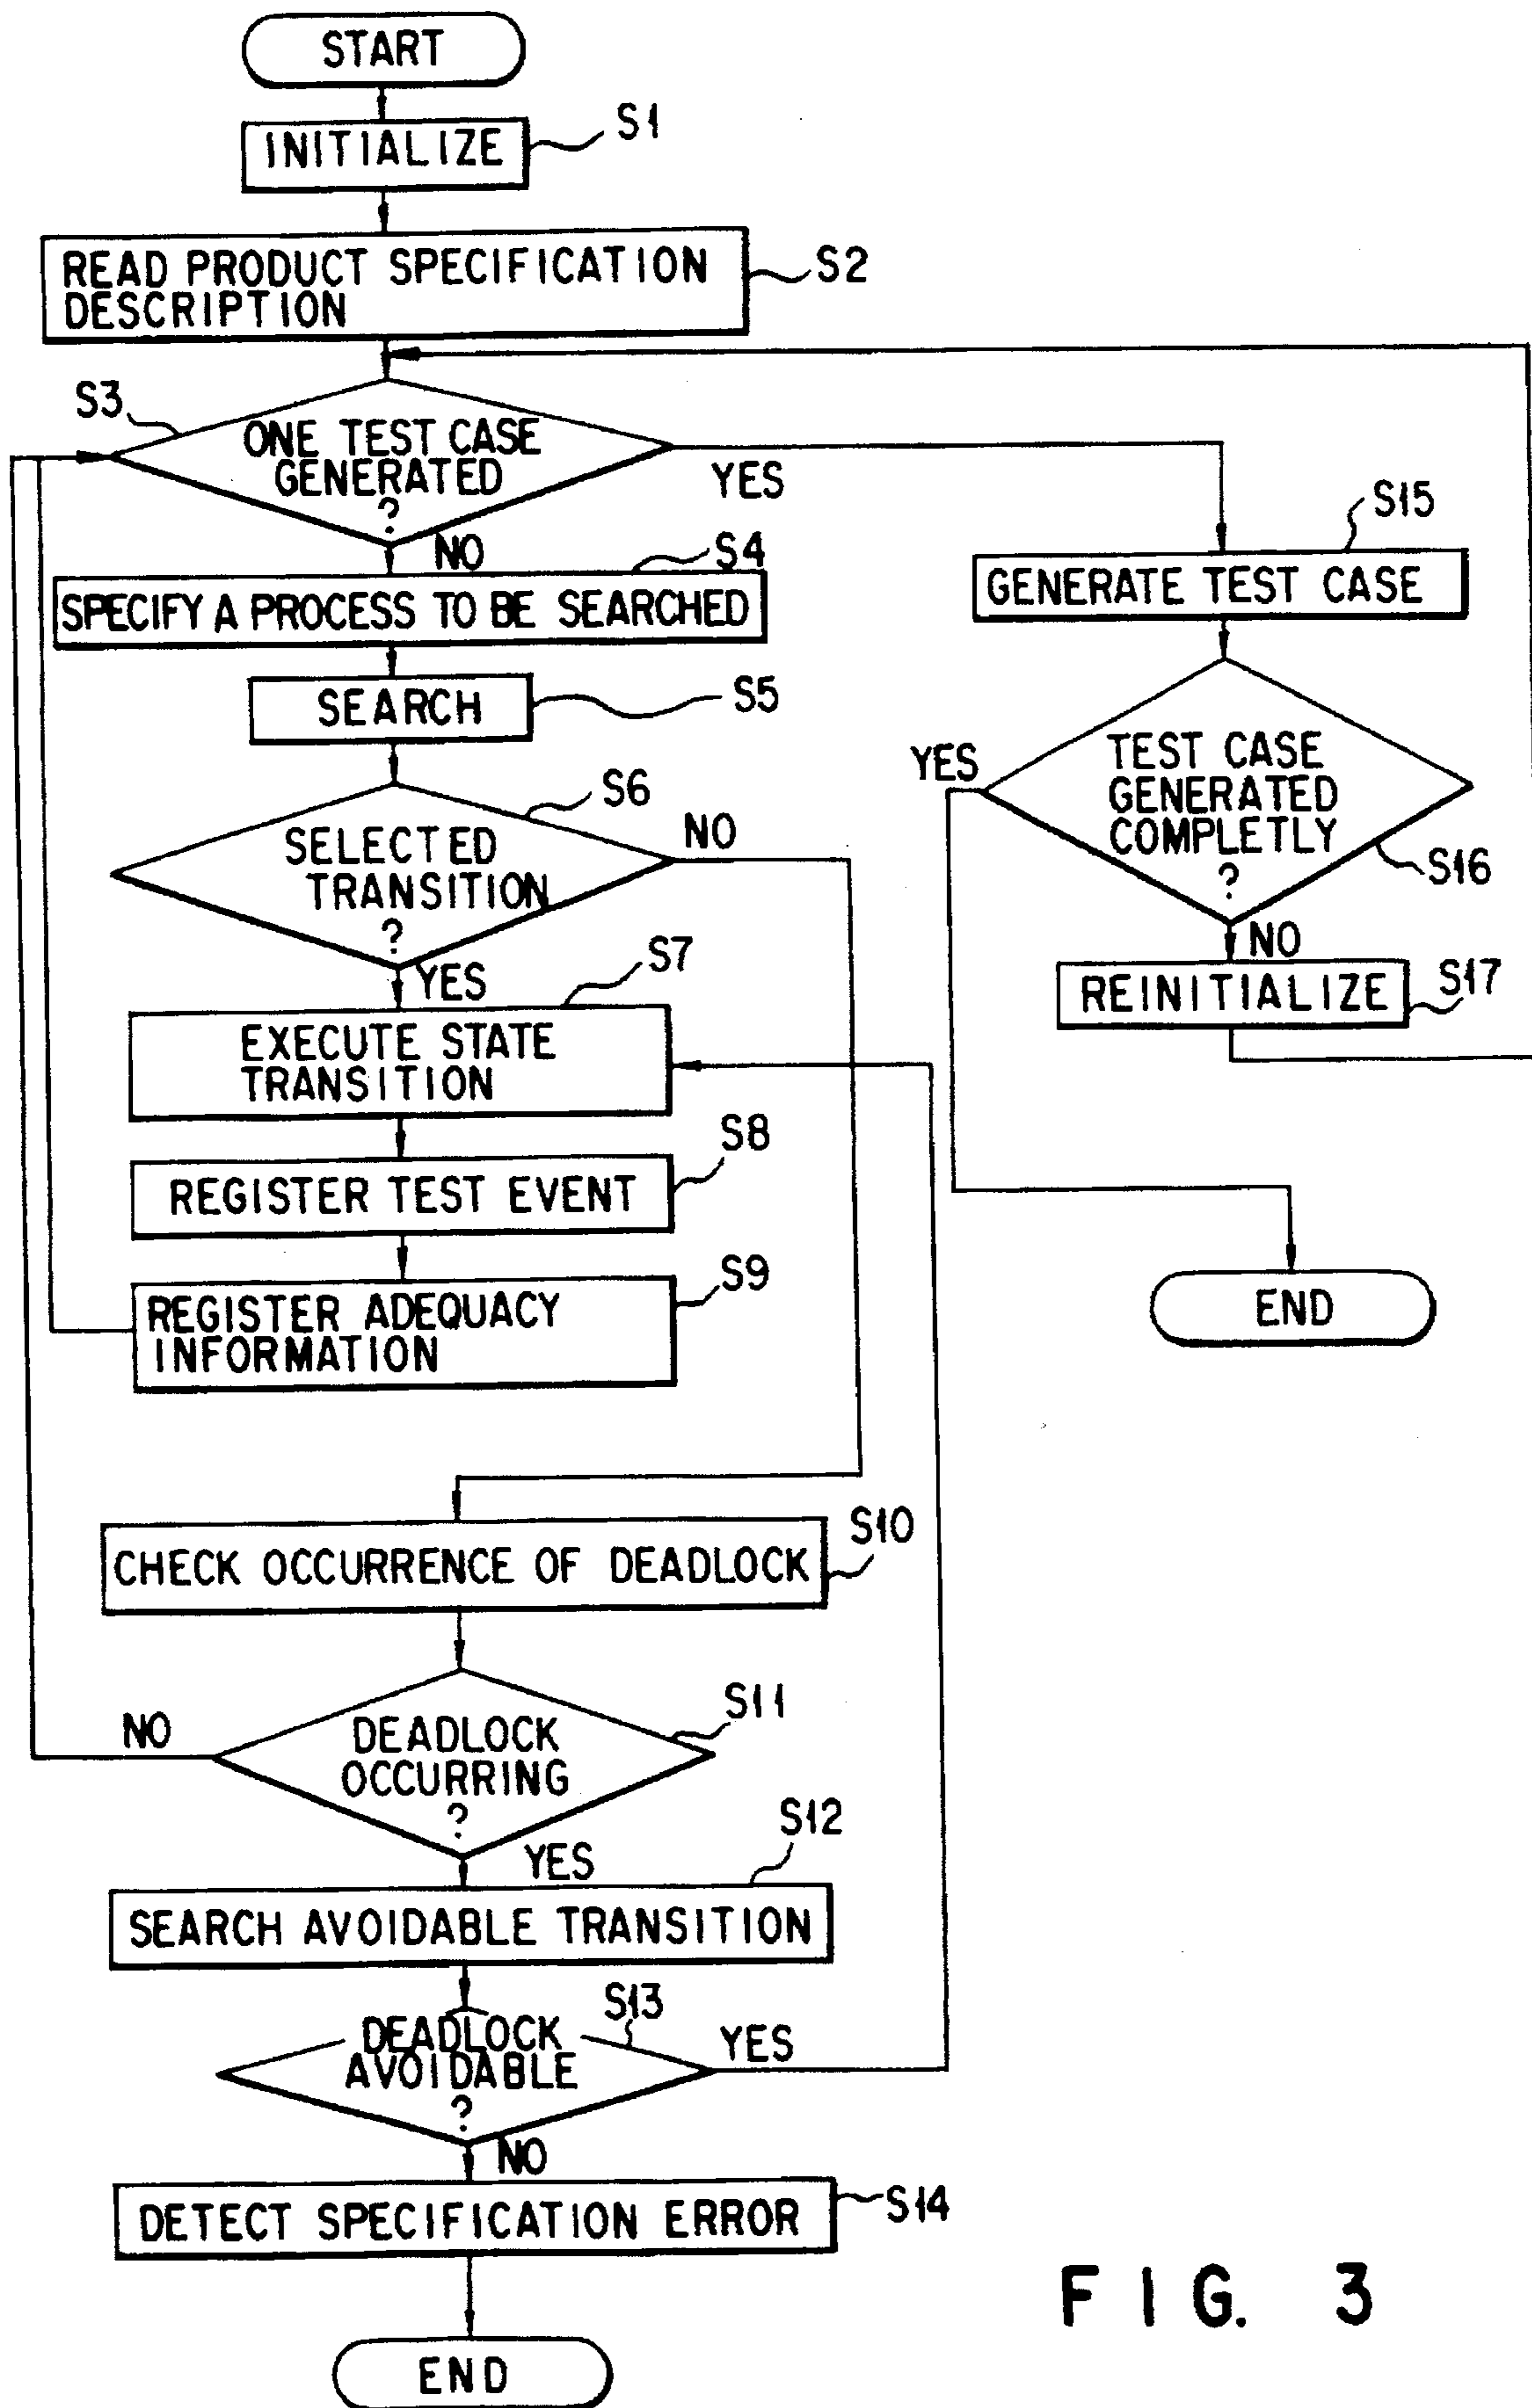 START
INITIALIZE
S1
READ PRODUCT SPECIFICATION
DESCRIPTION
S2
S3
ONE TEST CASE
GENERATED
?
YES
NO
S4
SPECIFY A PROCESS TO BE SEARCHED
SEARCH
S5
S6
SELECTED
TRANSITION
?
NO
YES
S7
EXECUTE STATE
TRANSITION
S8
REGISTER TEST EVENT
S9
REGISTER ADEQUACY
INFORMATION
S10
CHECK OCCURRENCE OF DEADLOCK
S11
DEADLOCK
OCCURRING
?
NO
YES
S12
SEARCH AVOIDABLE TRANSITION
S13
DEADLOCK
AVOIDABLE
?
YES
NO
DETECT SPECIFICATION ERROR
S14
END
S15
GENERATE TEST CASE
YES
TEST CASE
GENERATED
COMPLETLY
?
S16
NO
REINITIALIZE
S17
END
FIG. 3